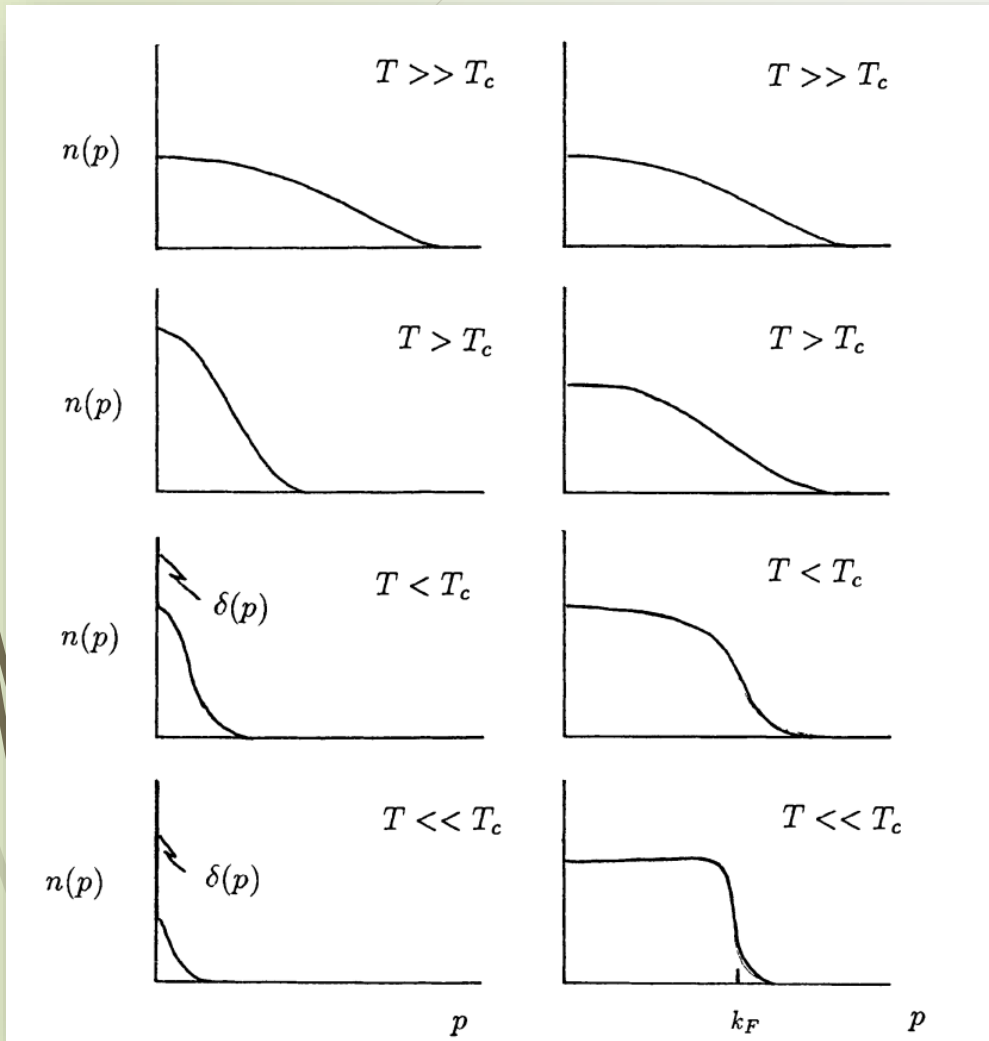 T >> T_c
T >> T_c
n(p)
T > T_c
T > T_c
n(p)
T < T_c
T < T_c
δ(p)
n(p)
T << T_c
T << T_c
n(p)
δ(p)
p
k_F
p